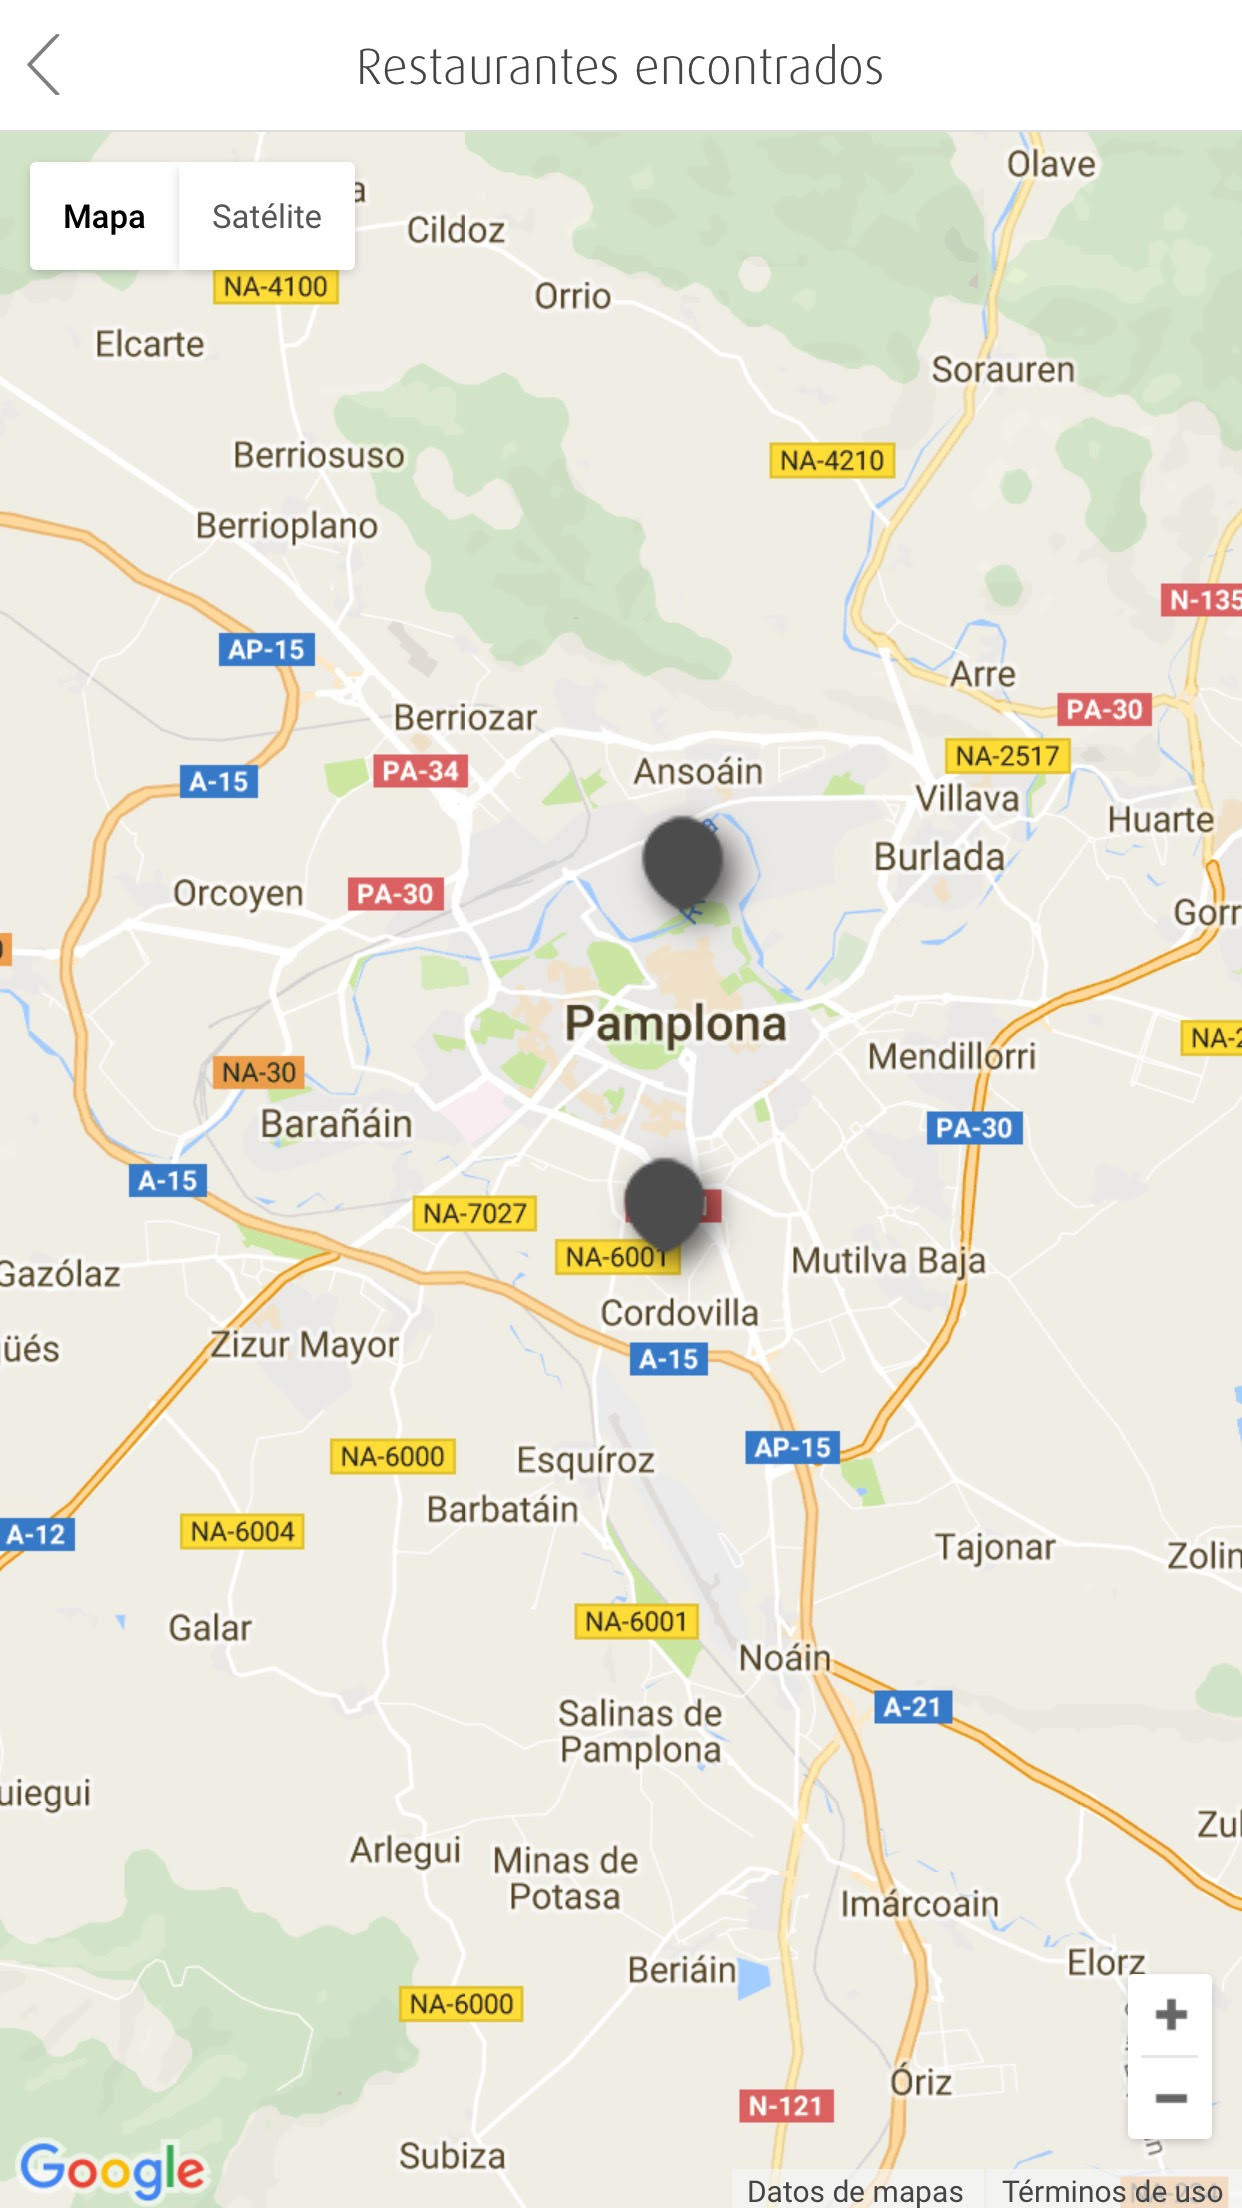 Restaurantes encontrados
Olave
Mapa
Satélite
a
Cildoz
NA-4100
Orrio
Elcarte
Sorauren
Berriosuso
NA-4210
Berrioplano
N-135
AP-15
Arre
Berriozar
PA-30
NA-2517
PA-34
Ansoáin
A-15
Villava
Huarte
Burlada
Orcoyen
PA-30
Gorr
Pamplona
NA-2
Mendillorri
NA-30
Barañáin
PA-30
A-15
NA-7027
NA-6001
Mutilva Baja
Gazólaz
Cordovilla
üés
Zizur Mayor
A-15
AP-15
NA-6000
Esquíroz
Barbatáin
A-12
NA-6004
Tajonar
Zolin
NA-6001
Galar
Noáin
A-21
Salinas de
Pamplona
uiegui
Zul
Arlegui
Minas de
Potasa
Imárcoain
Beriáin
Elorz
NA-6000
+
−
Óriz
N-121
Subiza
Google
Datos de mapas
Términos de uso